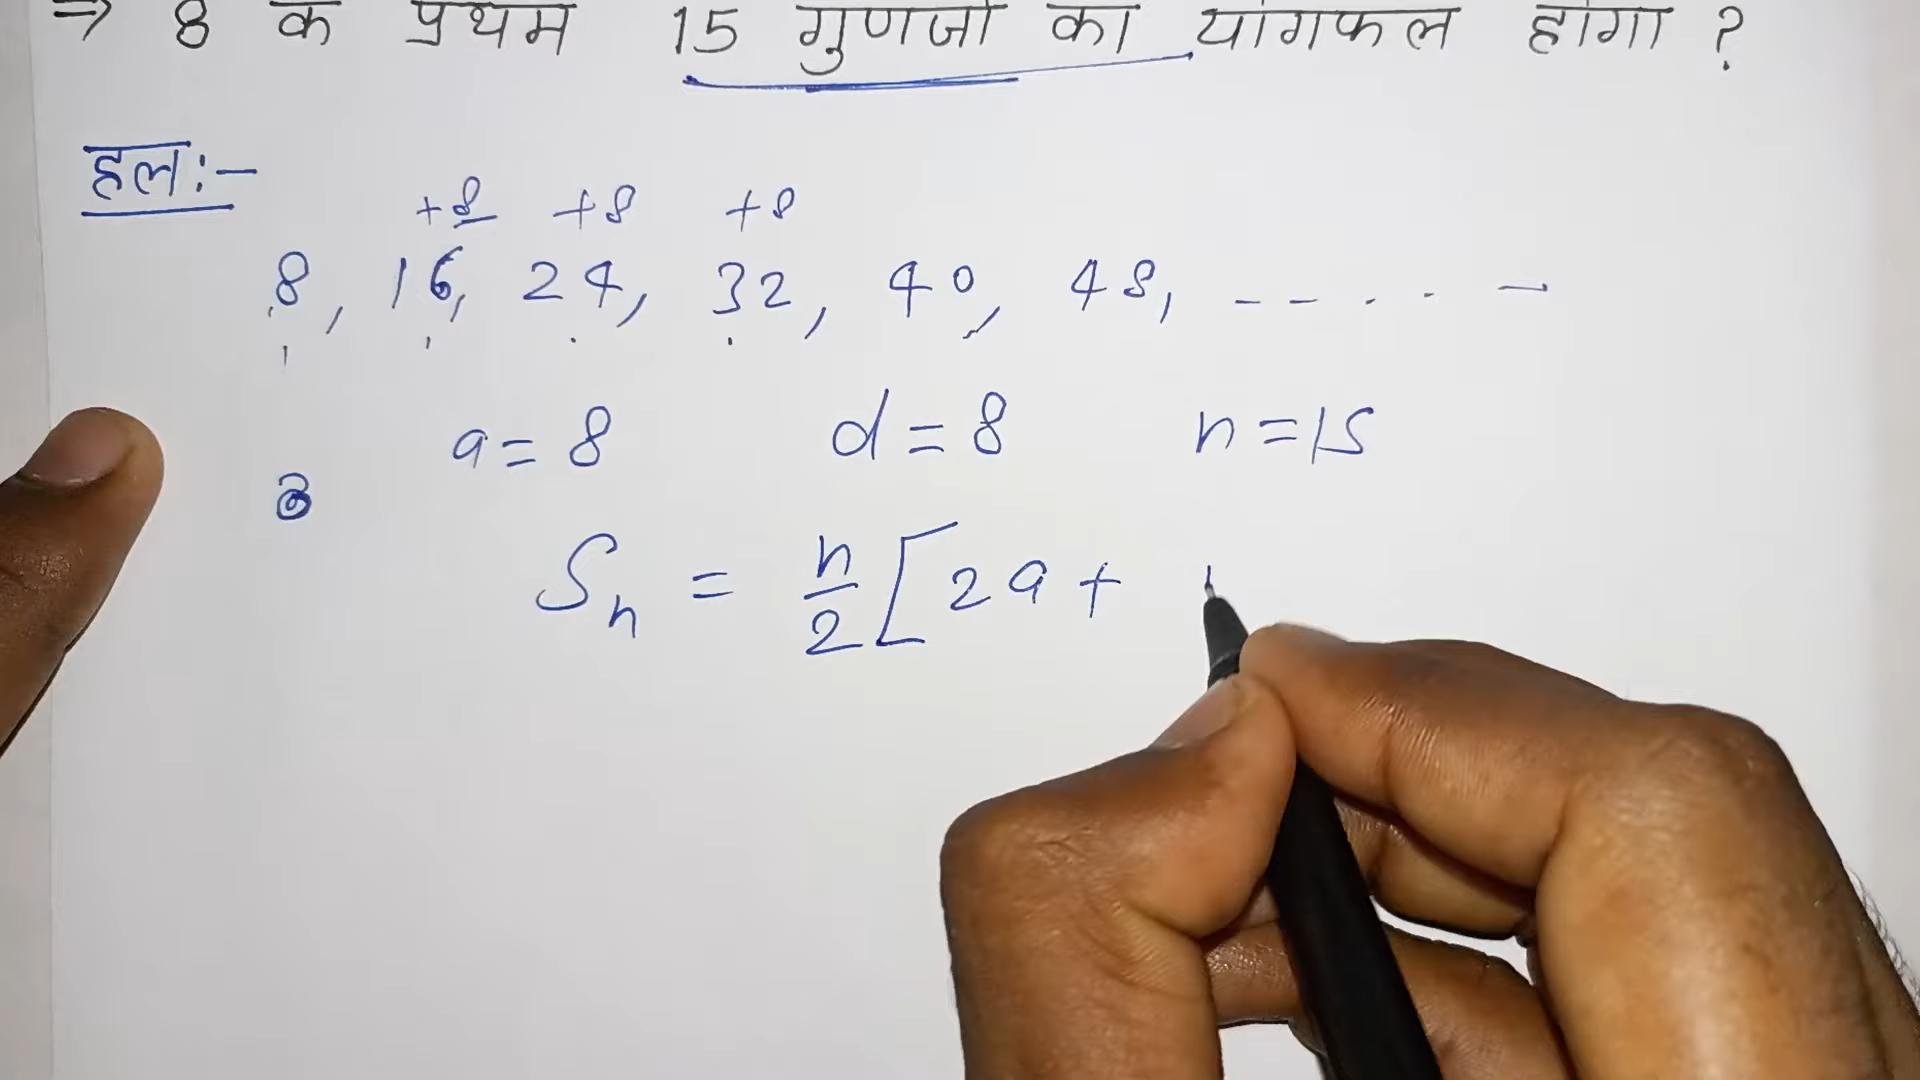 ⇒ 8 के प्रथम 15 गुणजों का योगफल होगा ?
हल:-
+8 +8 +8
8, 16, 24, 32, 40, 48, - - . . . -
a = 8 d = 8 n = 15
Sn = n/2 [ 2a +